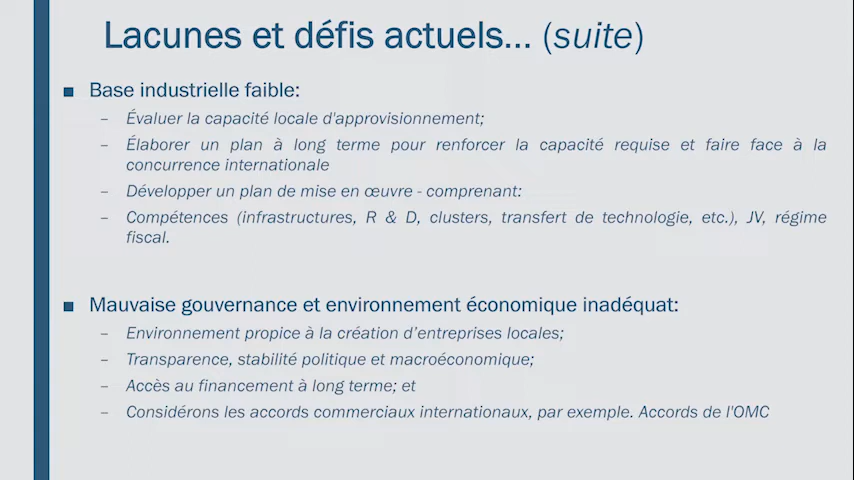 Lacunes et défis actuels... (suite)
■ Base industrielle faible:
– Évaluer la capacité locale d'approvisionnement;
– Élaborer un plan à long terme pour renforcer la capacité requise et faire face à la
concurrence internationale
– Développer un plan de mise en œuvre - comprenant:
– Compétences (infrastructures, R & D, clusters, transfert de technologie, etc.), JV, régime
fiscal.
■ Mauvaise gouvernance et environnement économique inadéquat:
– Environnement propice à la création d'entreprises locales;
– Transparence, stabilité politique et macroéconomique;
– Accès au financement à long terme; et
– Considérons les accords commerciaux internationaux, par exemple. Accords de l'OMC